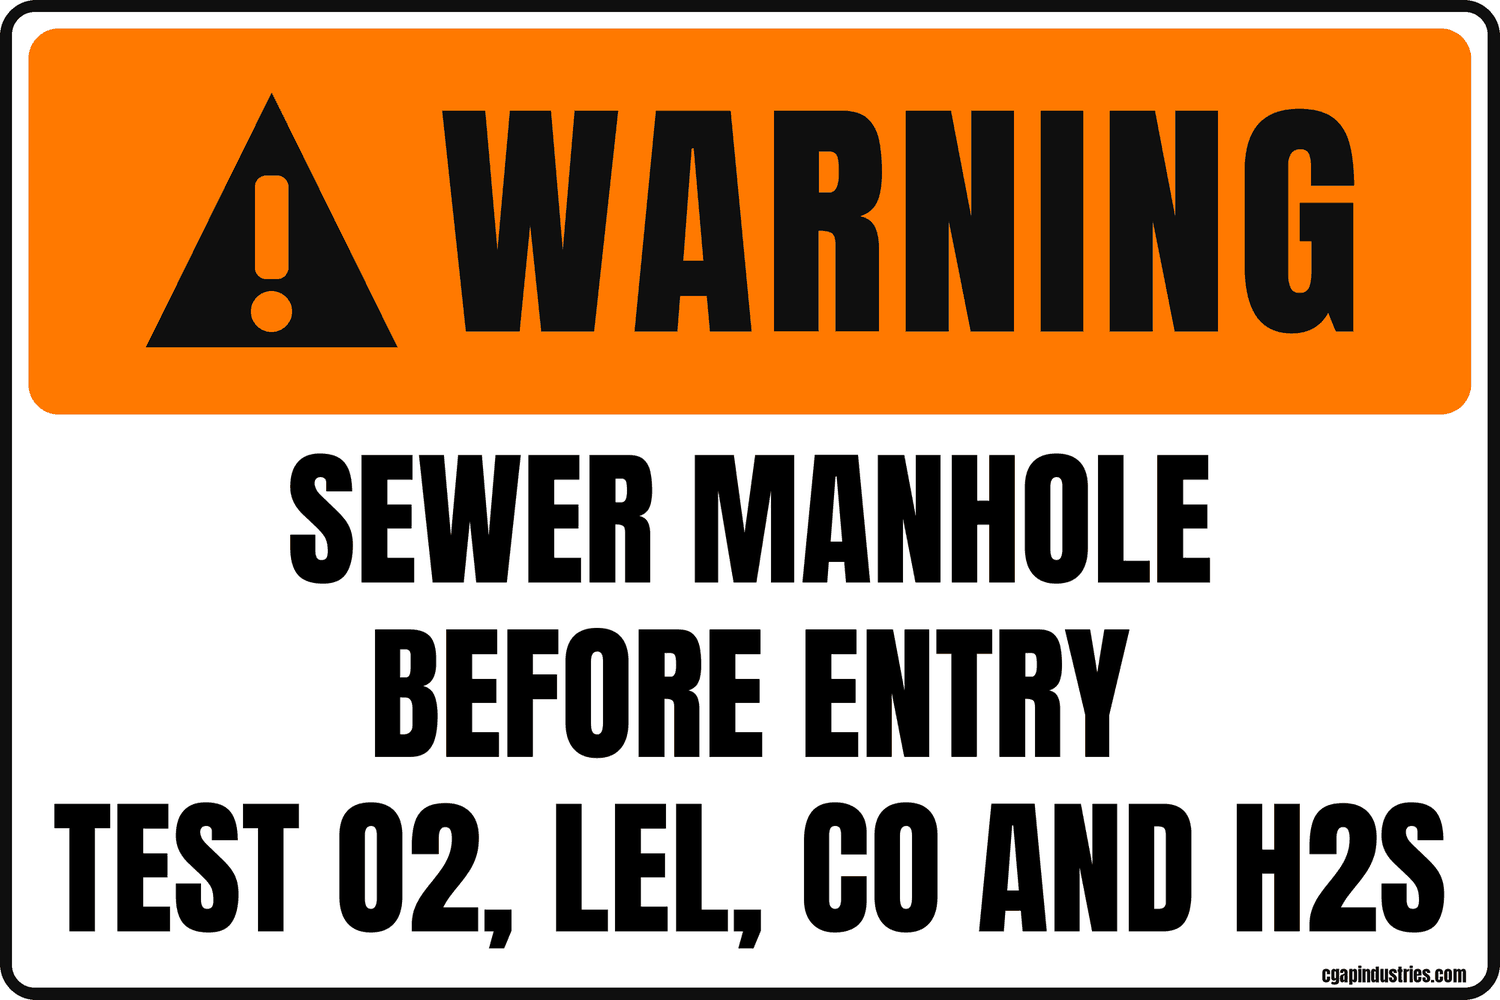 WARNING
SEWER MANHOLE
BEFORE ENTRY
TEST O2, LEL, CO AND H2S
cgapindustries.com